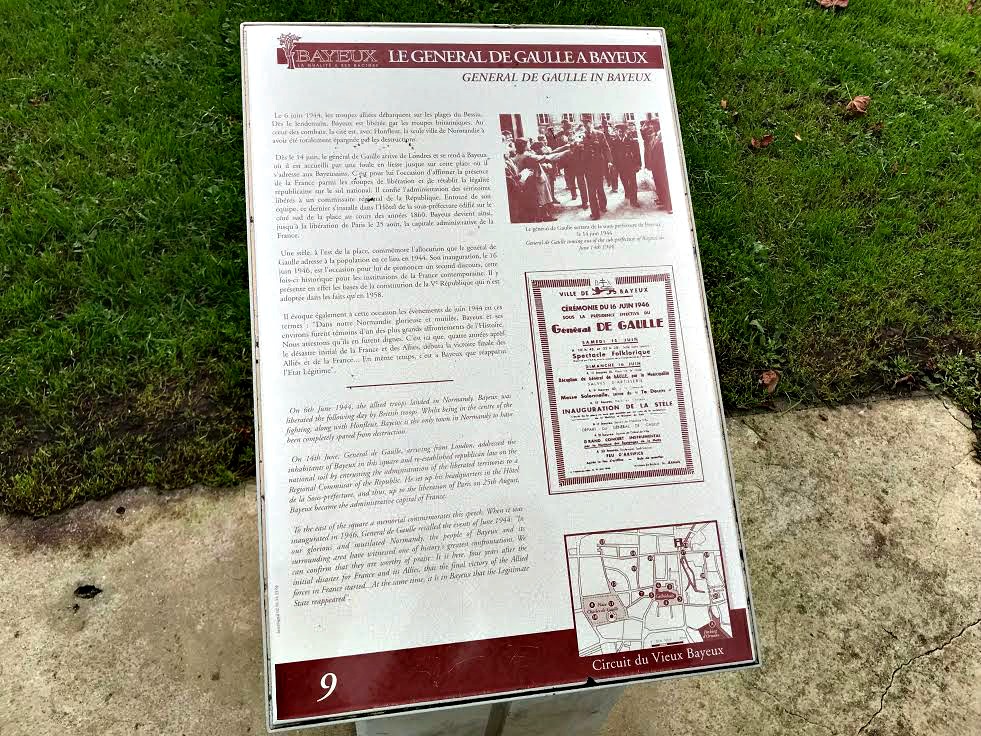 BAYEUX
LA QUALITÉ A SES RACINES
LE GENERAL DE GAULLE A BAYEUX
GENERAL DE GAULLE IN BAYEUX
Le 6 juin 1944, les troupes alliées débarquent sur les plages du Bessin.
Dès le lendemain, Bayeux est libérée par les troupes britanniques. Au
cœur des combats, la cité est, avec Honfleur, la seule ville de Normandie à
avoir été totalement épargnée par les destructions.
Dès le 14 juin, le général de Gaulle arrive de Londres et se rend à Bayeux
où il est accueilli par une foule en liesse jusque sur cette place où il
s'adresse aux Bayeusains. C'est pour lui l'occasion d'affirmer la présence
de la France parmi les troupes de libération et de rétablir la légalité
républicaine sur le sol national. Il confie l'administration des territoires
libérés à un commissaire régional de la République. Entouré de son
équipe, ce dernier s'installe dans l'Hôtel de la sous-préfecture édifié sur le
côté sud de la place au cours des années 1860. Bayeux devient ainsi,
jusqu'à la libération de Paris le 25 août, la capitale administrative de la
France.
Une stèle, à l'est de la place, commémore l'allocution que le général de
Gaulle adresse à la population en ce lieu en 1944. Son inauguration, le 16
juin 1946, est l'occasion pour lui de prononcer un second discours, cette
fois-ci historique pour les institutions de la France contemporaine. Il y
présente en effet les bases de la constitution de la Ve République qui n'est
adoptée dans les faits qu'en 1958.
Il évoque également à cette occasion les évènements de juin 1944 en ces
termes : "Dans notre Normandie glorieuse et mutilée, Bayeux et ses
environs furent témoins d'un des plus grands affrontements de l'Histoire.
Nous attestons qu'ils en furent dignes. C'est ici que, quatre années après
le désastre initial de la France et des Alliés, débuta la victoire finale des
Alliés et de la France... En même temps, c'est à Bayeux que réapparut
l'Etat Légitime".
On 6th June 1944, the allied troops landed in Normandy. Bayeux was
liberated the following day by British troops. Whilst being in the centre of the
fighting, along with Honfleur, Bayeux is the only town in Normandy to have
been completely spared from destruction.
On 14th June, General de Gaulle, arriving from London, addressed the
inhabitants of Bayeux in this square and re-established republican law on the
national soil by entrusting the administration of the liberated territories to a
Regional Commissar of the Republic. He set up his headquarters in the Hôtel
de la Sous-préfecture, and thus, up to the liberation of Paris on 25th August,
Bayeux became the administrative capital of France.
To the east of the square a memorial commemorates this speech. When it was
inaugurated in 1946, General de Gaulle recalled the events of June 1944: "In
our glorious and mutilated Normandy, the people of Bayeux and its
surrounding area have witnessed one of history's greatest confrontations. We
can confirm that they are worthy of praise. It is here, four years after the
initial disaster for France and its Allies, that the final victory of the Allied
forces in France started...At the same time, it is in Bayeux that the Legitimate
State reappeared".
Le général de Gaulle sortant de la sous-préfecture de Bayeux
le 14 juin 1944
General de Gaulle coming out of the sub-prefecture of Bayeux on
June 14th 1944
VILLE DE BAYEUX
CÉRÉMONIE DU 16 JUIN 1946
SOUS LA PRÉSIDENCE EFFECTIVE DU
Général DE GAULLE
SAMEDI 15 JUIN
Spectacle Folklorique
DIMANCHE 16 JUIN
Réception du Général de GAULLE, par la Municipalité
SALVES D'ARTILLERIE
Messe Solennelle, suivie du « Te Deum »
INAUGURATION DE LA STÈLE
DÉPART DU GÉNÉRAL DE GAULLE
GRAND CONCERT INSTRUMENTAL
FEU D'ARTIFICE
Place
Charles de Gaulle
Cathédrale
Circuit du Vieux Bayeux
9